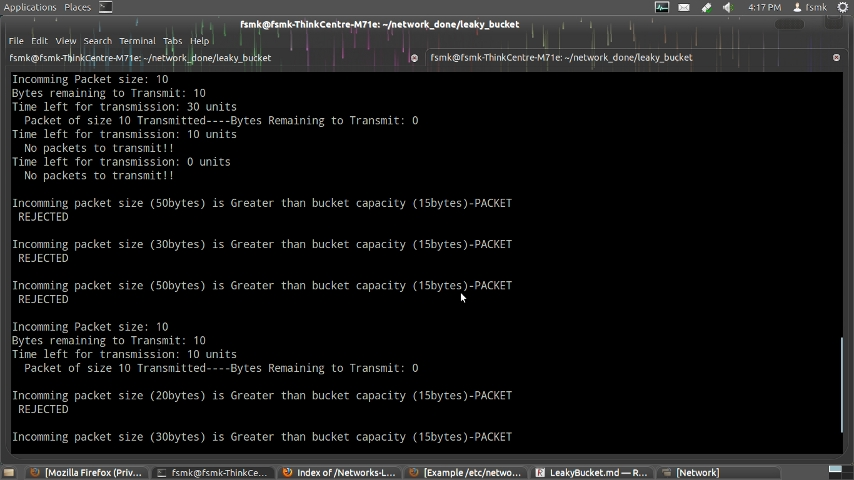 Applications Places 4:17 PM fsmk
fsmk@fsmk-ThinkCentre-M71e: ~/network_done/leaky_bucket
File Edit View Search Terminal Tabs Help
fsmk@fsmk-ThinkCentre-M71e: ~/network_done/leaky_bucket fsmk@fsmk-ThinkCentre-M71e: ~/network_done/leaky_bucket
Incomming Packet size: 10
Bytes remaining to Transmit: 10
Time left for transmission: 30 units
Packet of size 10 Transmitted----Bytes Remaining to Transmit: 0
Time left for transmission: 10 units
No packets to transmit!!
Time left for transmission: 0 units
No packets to transmit!!
Incomming packet size (50bytes) is Greater than bucket capacity (15bytes)-PACKET
REJECTED
Incomming packet size (30bytes) is Greater than bucket capacity (15bytes)-PACKET
REJECTED
Incomming packet size (50bytes) is Greater than bucket capacity (15bytes)-PACKET
REJECTED
Incomming Packet size: 10
Bytes remaining to Transmit: 10
Time left for transmission: 10 units
Packet of size 10 Transmitted----Bytes Remaining to Transmit: 0
Incomming packet size (20bytes) is Greater than bucket capacity (15bytes)-PACKET
REJECTED
Incomming packet size (30bytes) is Greater than bucket capacity (15bytes)-PACKET
[Mozilla Firefox (Priv... fsmk@fsmk-ThinkCe... Index of /Networks-L... [Example /etc/netwo... LeakyBucket.md — R... [Network]